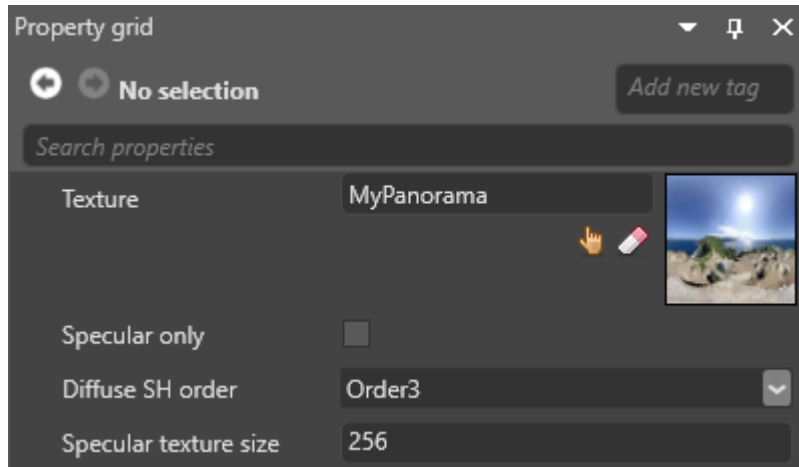 Property grid
No selection
Add new tag
Search properties
Texture
MyPanorama
Specular only
Diffuse SH order
Order3
Specular texture size
256